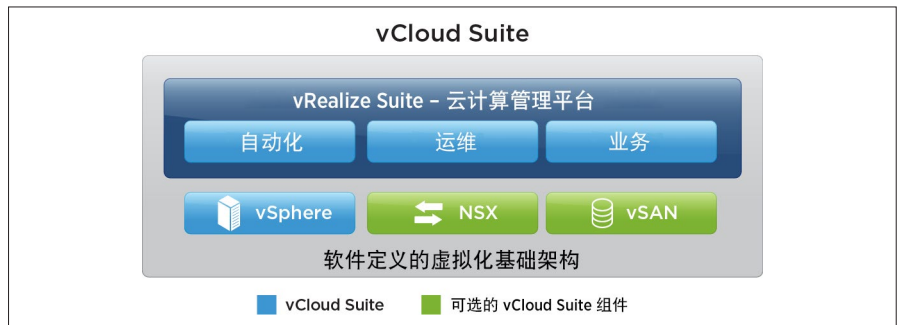 vCloud Suite
vRealize Suite – 云计算管理平台
自动化 运维 业务
vSphere NSX vSAN
软件定义的虚拟化基础架构
vCloud Suite 可选的 vCloud Suite 组件